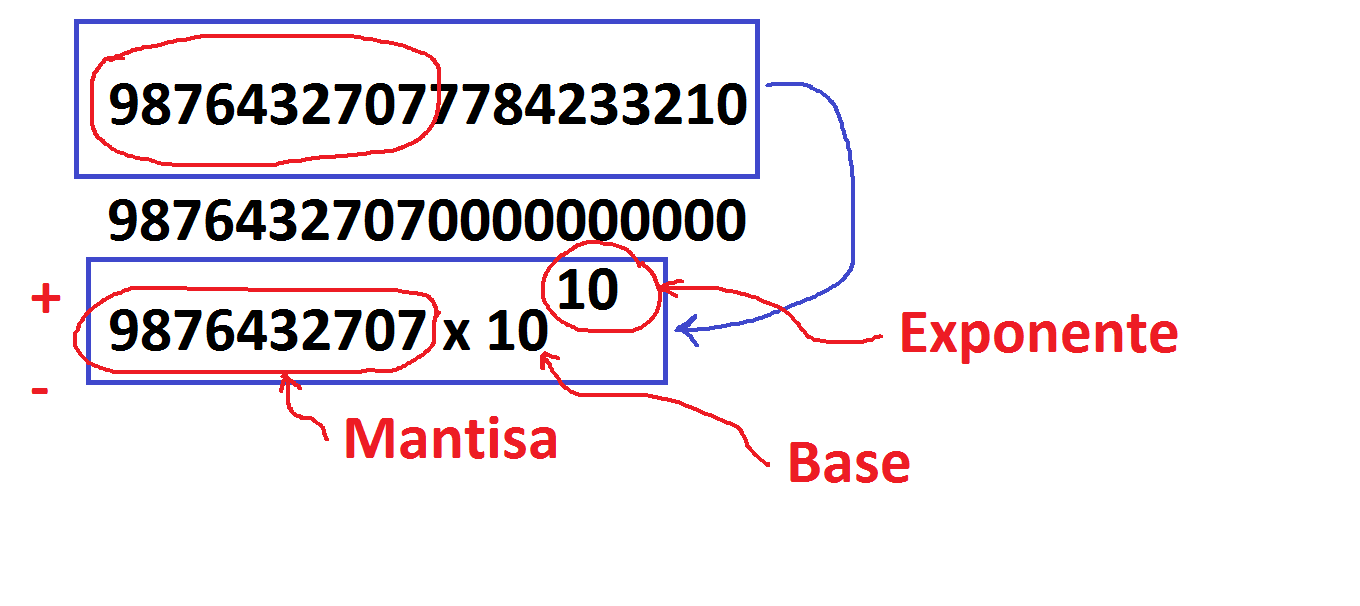 98764327077784233210
98764327070000000000
10
+
9876432707 x 10
Exponente
-
Mantisa
Base